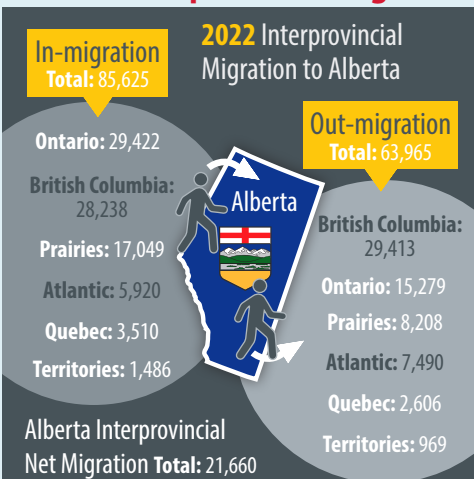 2022 Interprovincial
Migration to Alberta
In-migration
Total: 85,625
Ontario: 29,422
British Columbia:
28,238
Prairies: 17,049
Atlantic: 5,920
Quebec: 3,510
Territories: 1,486
Alberta
Out-migration
Total: 63,965
British Columbia:
29,413
Ontario: 15,279
Prairies: 8,208
Atlantic: 7,490
Quebec: 2,606
Territories: 969
Alberta Interprovincial
Net Migration Total: 21,660